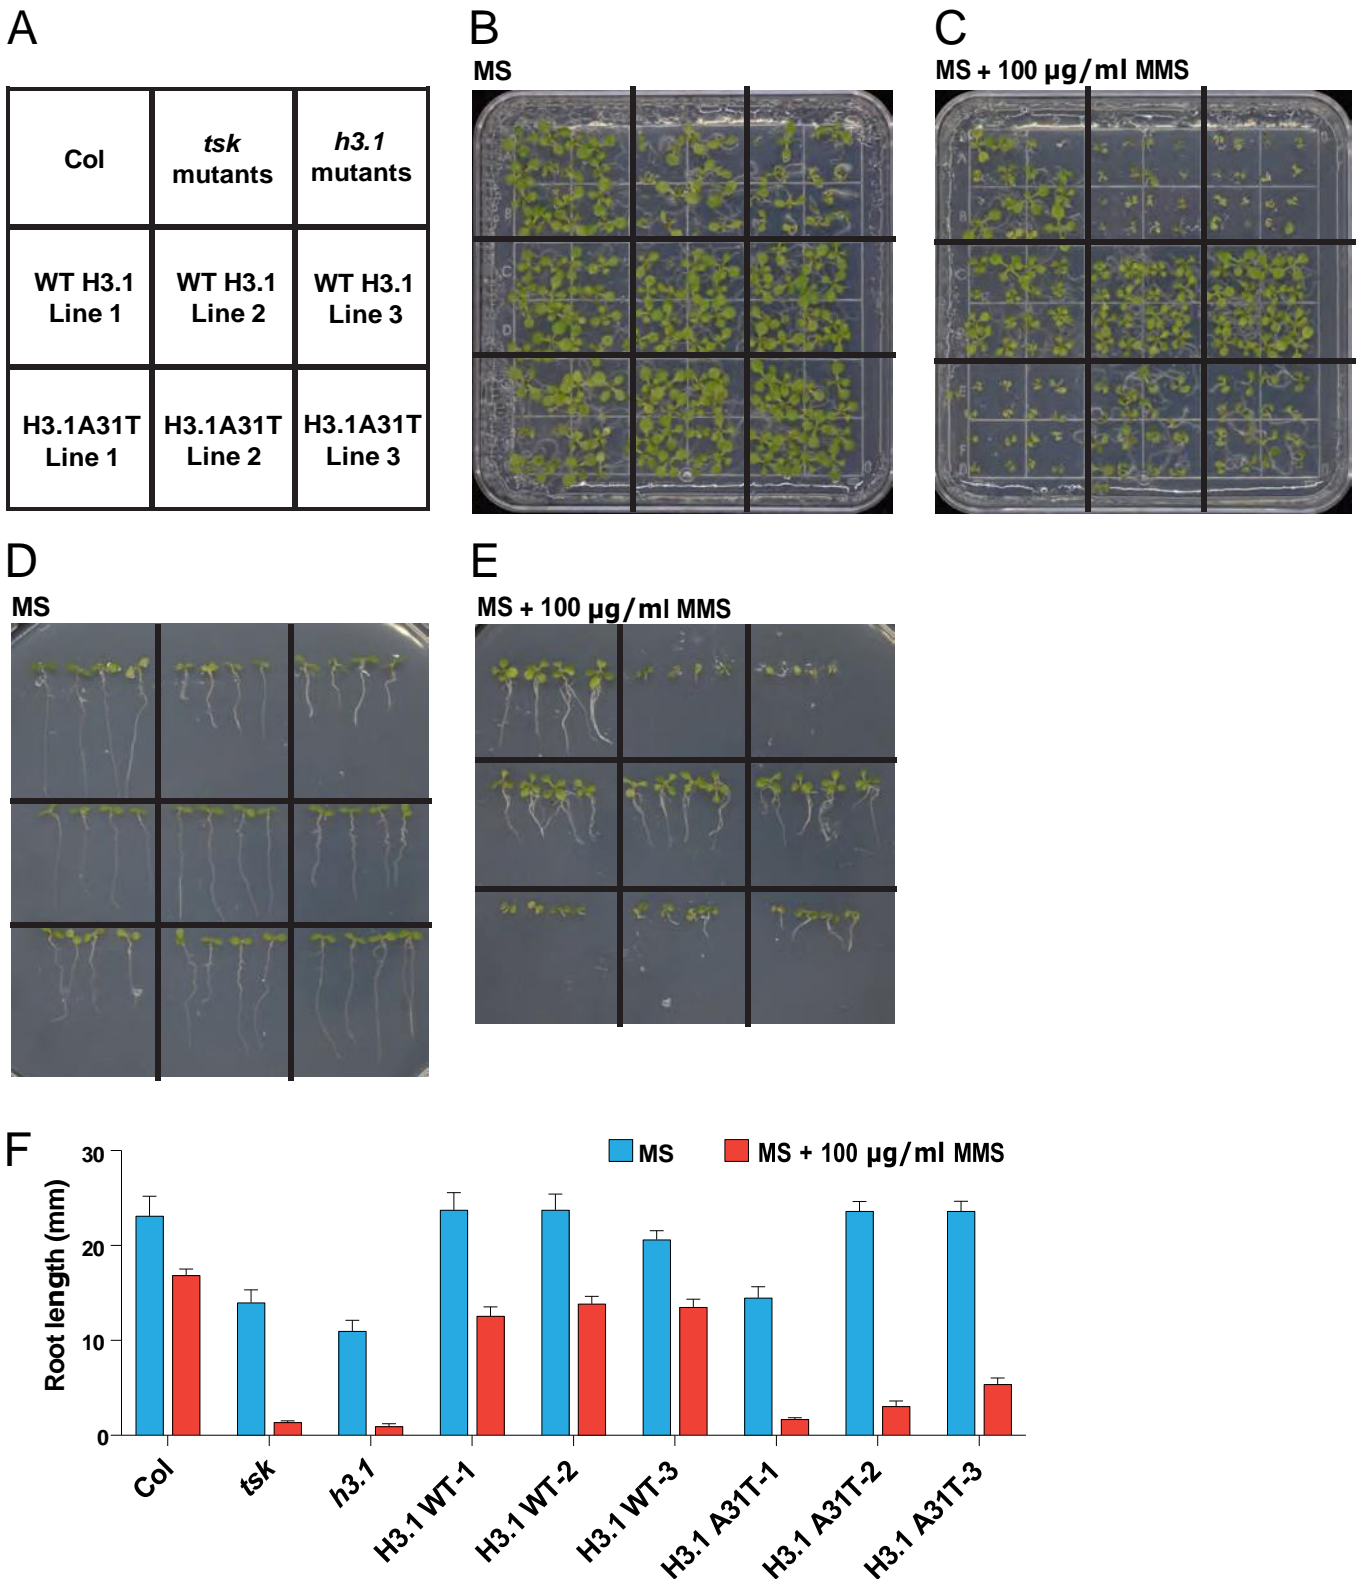 A
B
C
MS
MS + 100 µg/ml MMS
Col
tsk
mutants
h3.1
mutants
WT H3.1
Line 1
WT H3.1
Line 2
WT H3.1
Line 3
H3.1A31T
Line 1
H3.1A31T
Line 2
H3.1A31T
Line 3
D
E
MS
MS + 100 µg/ml MMS
F
MS
MS + 100 µg/ml MMS
Root length (mm)
30
20
10
0
Col
tsk
h3.1
H3.1 WT-1
H3.1 WT-2
H3.1 WT-3
H3.1 A31T-1
H3.1 A31T-2
H3.1 A31T-3